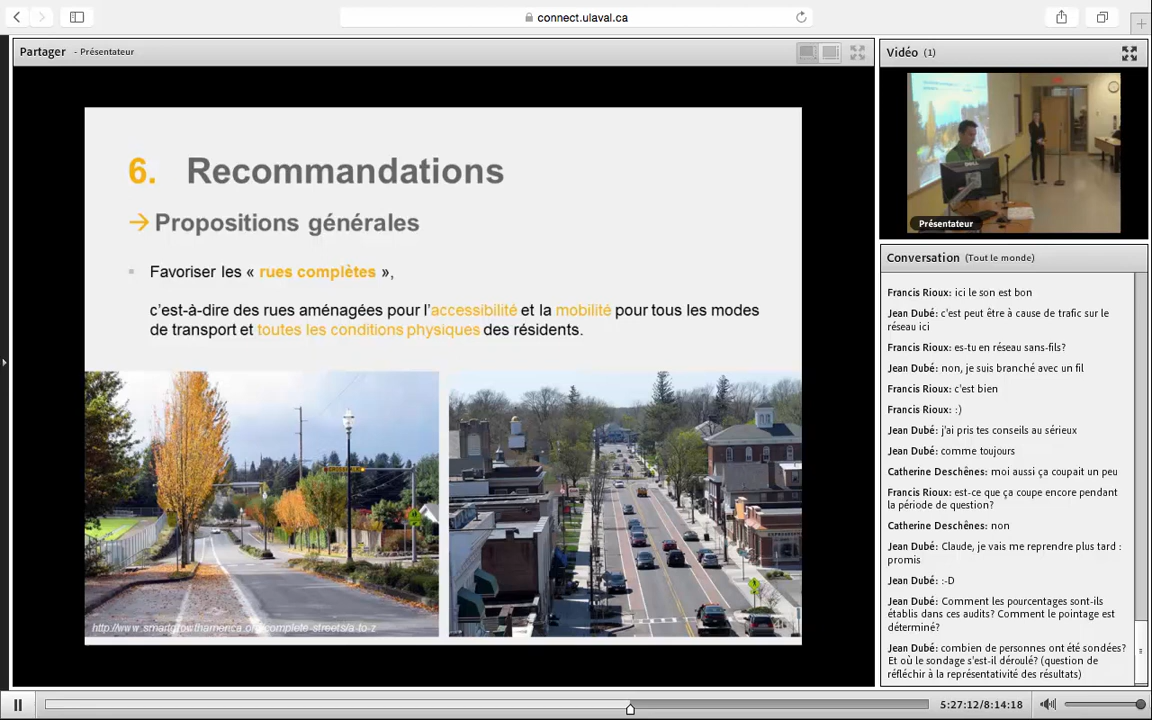 connect.ulaval.ca
Partager - Présentateur
6. Recommandations
→ Propositions générales
▪ Favoriser les « rues complètes »,
c'est-à-dire des rues aménagées pour l'accessibilité et la mobilité pour tous les modes
de transport et toutes les conditions physiques des résidents.
http://www.smartgrowthamerica.org/complete-streets/a-to-z
Vidéo (1)
DELL
Présentateur
Conversation (Tout le monde)
Francis Rioux: ici le son est bon
Jean Dubé: c'est peut être à cause de trafic sur le
réseau ici
Francis Rioux: es-tu en réseau sans-fils?
Jean Dubé: non, je suis branché avec un fil
Francis Rioux: c'est bien
Francis Rioux: :)
Jean Dubé: j'ai pris tes conseils au sérieux
Jean Dubé: comme toujours
Catherine Deschênes: moi aussi ça coupait un peu
Francis Rioux: est-ce que ça coupe encore pendant
la période de question?
Catherine Deschênes: non
Jean Dubé: Claude, je vais me reprendre plus tard :
promis
Jean Dubé: :-D
Jean Dubé: Comment les pourcentages sont-ils
établis dans ces audits? Comment le pointage est
déterminé?
Jean Dubé: combien de personnes ont été sondées?
Et où le sondage s'est-il déroulé? (question de
réfléchir à la représentativité des résultats)
5:27:12/8:14:18